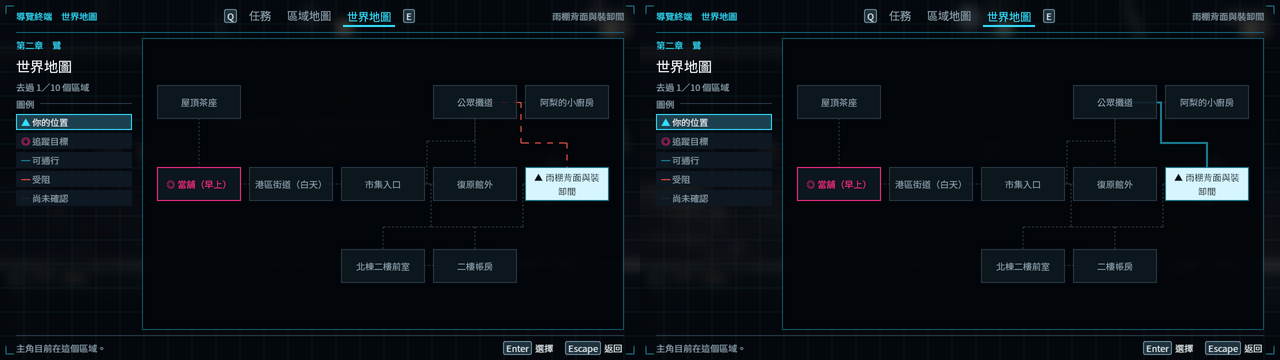 導覽終端 世界地圖
Q 任務 區域地圖 世界地圖 E
雨棚背面與裝卸間
第二章 鷺
世界地圖
去過 1／10 個區域
圖例
你的位置
追蹤目標
可通行
受阻
尚未確認
屋頂茶座
公眾攤道
阿梨的小廚房
當舖（早上）
港區街道（白天）
市集入口
復原館外
雨棚背面與裝
卸間
北棟二樓前室
二樓帳房
主角目前在這個區域。
Enter 選擇 Escape 返回
導覽終端 世界地圖
Q 任務 區域地圖 世界地圖 E
雨棚背面與裝卸間
第二章 鷺
世界地圖
去過 1／10 個區域
圖例
你的位置
追蹤目標
可通行
受阻
尚未確認
屋頂茶座
公眾攤道
阿梨的小廚房
當舖（早上）
港區街道（白天）
市集入口
復原館外
雨棚背面與裝
卸間
北棟二樓前室
二樓帳房
主角目前在這個區域。
Enter 選擇 Escape 返回